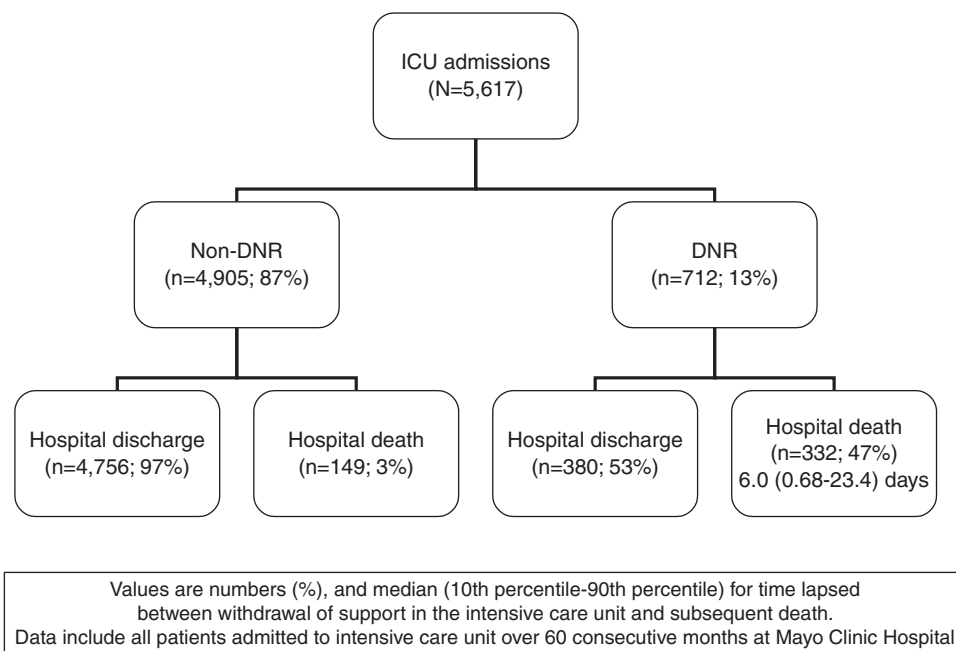 ICU admissions
(N=5,617)
Non-DNR
(n=4,905; 87%)
DNR
(n=712; 13%)
Hospital discharge
(n=4,756; 97%)
Hospital death
(n=149; 3%)
Hospital discharge
(n=380; 53%)
Hospital death
(n=332; 47%)
6.0 (0.68-23.4) days
Values are numbers (%), and median (10th percentile-90th percentile) for time lapsed
between withdrawal of support in the intensive care unit and subsequent death.
Data include all patients admitted to intensive care unit over 60 consecutive months at Mayo Clinic Hospital